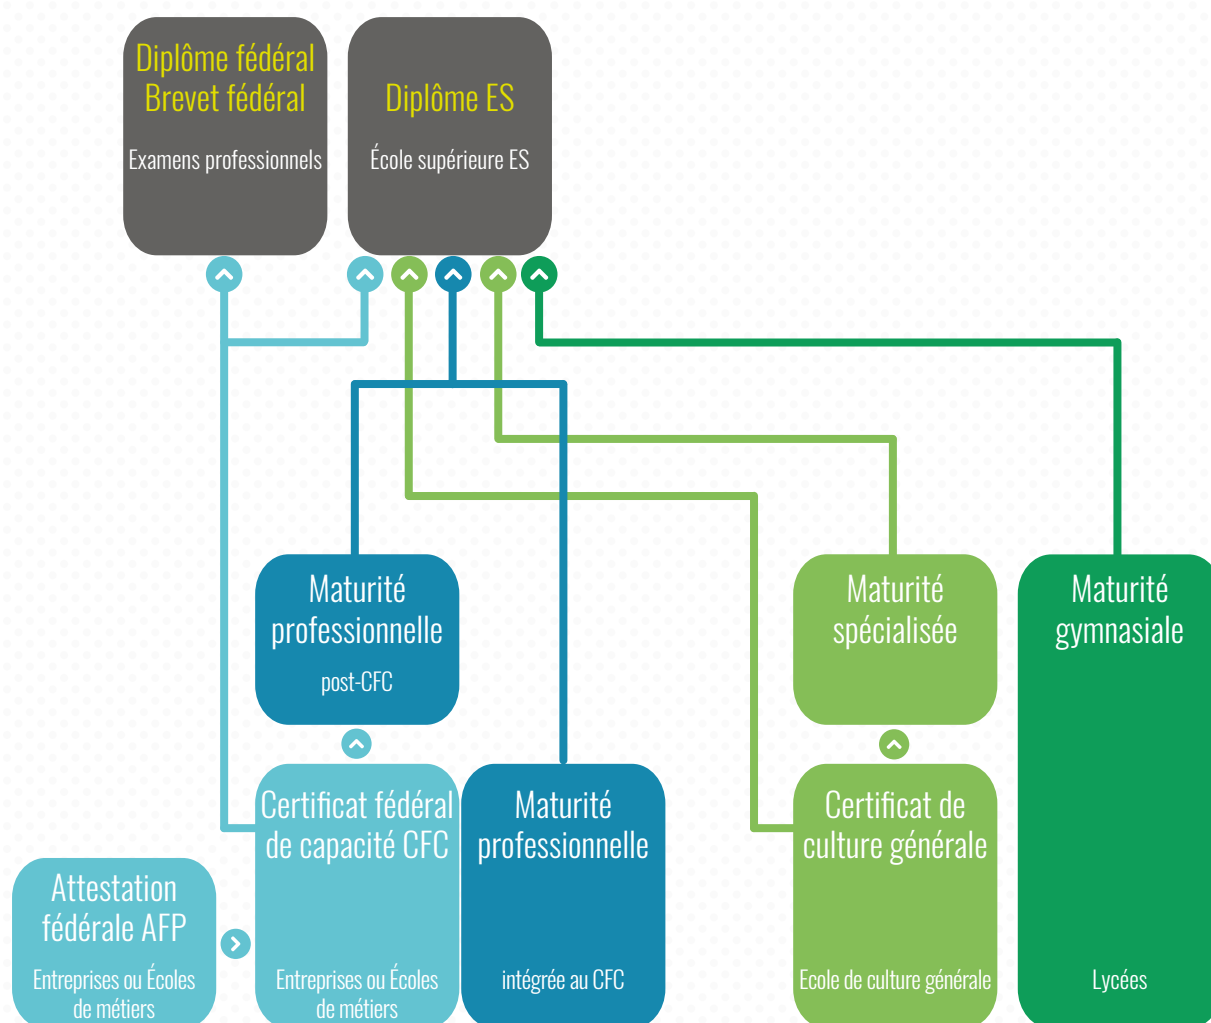 Diplôme fédéral
Brevet fédéral
Examens professionnels
Diplôme ES
École supérieure ES
Maturité
professionnelle
post-CFC
Maturité
spécialisée
Maturité
gymnasiale
Lycées
Certificat fédéral
de capacité CFC
Entreprises ou Écoles
de métiers
Maturité
professionnelle
intégrée au CFC
Certificat de
culture générale
Ecole de culture générale
Attestation
fédérale AFP
Entreprises ou Écoles
de métiers